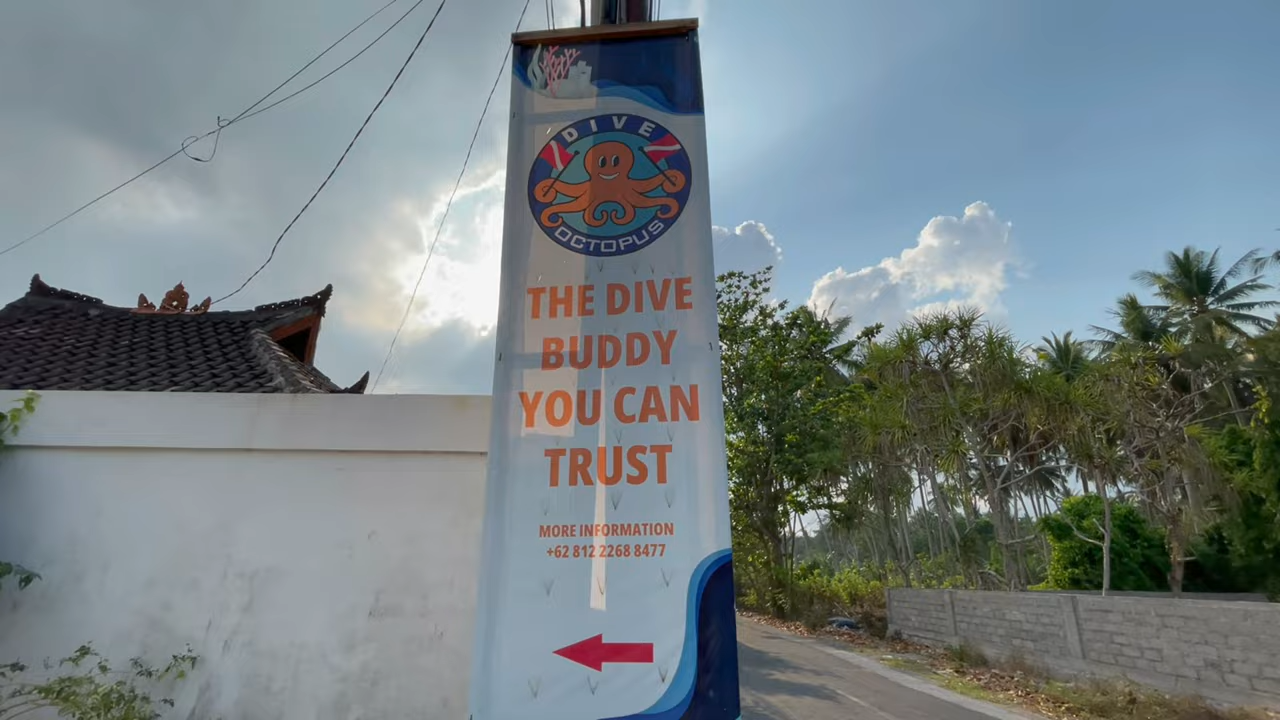 DIVE
OCTOPUS
THE DIVE
BUDDY
YOU CAN
TRUST
MORE INFORMATION
+62 812 2268 8477